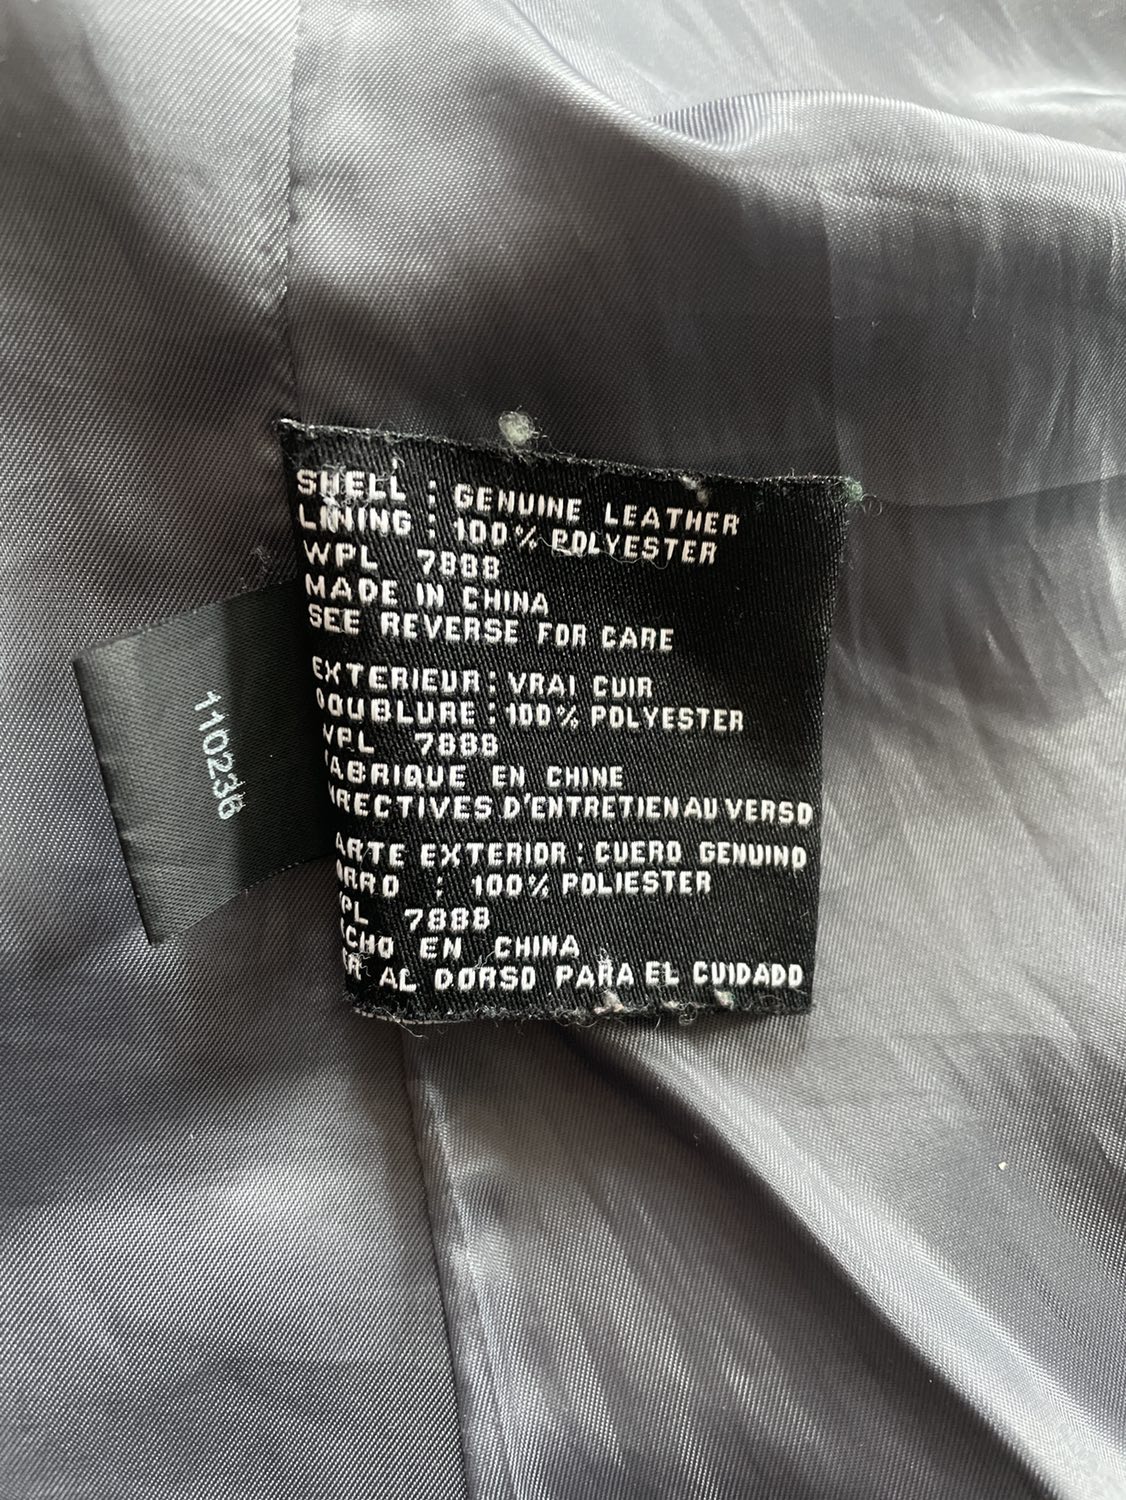 SHELL : GENUINE LEATHER
LINING : 100% POLYESTER
WPL 7888
MADE IN CHINA
SEE REVERSE FOR CARE
EXTERIEUR : VRAI CUIR
DOUBLURE : 100% POLYESTER
WPL 7888
FABRIQUE EN CHINE
DIRECTIVES D'ENTRETIEN AU VERSO
PARTE EXTERIOR : CUERO GENUINO
FORRO : 100% POLIESTER
WPL 7888
HECHO EN CHINA
VER AL DORSO PARA EL CUIDADO
110236